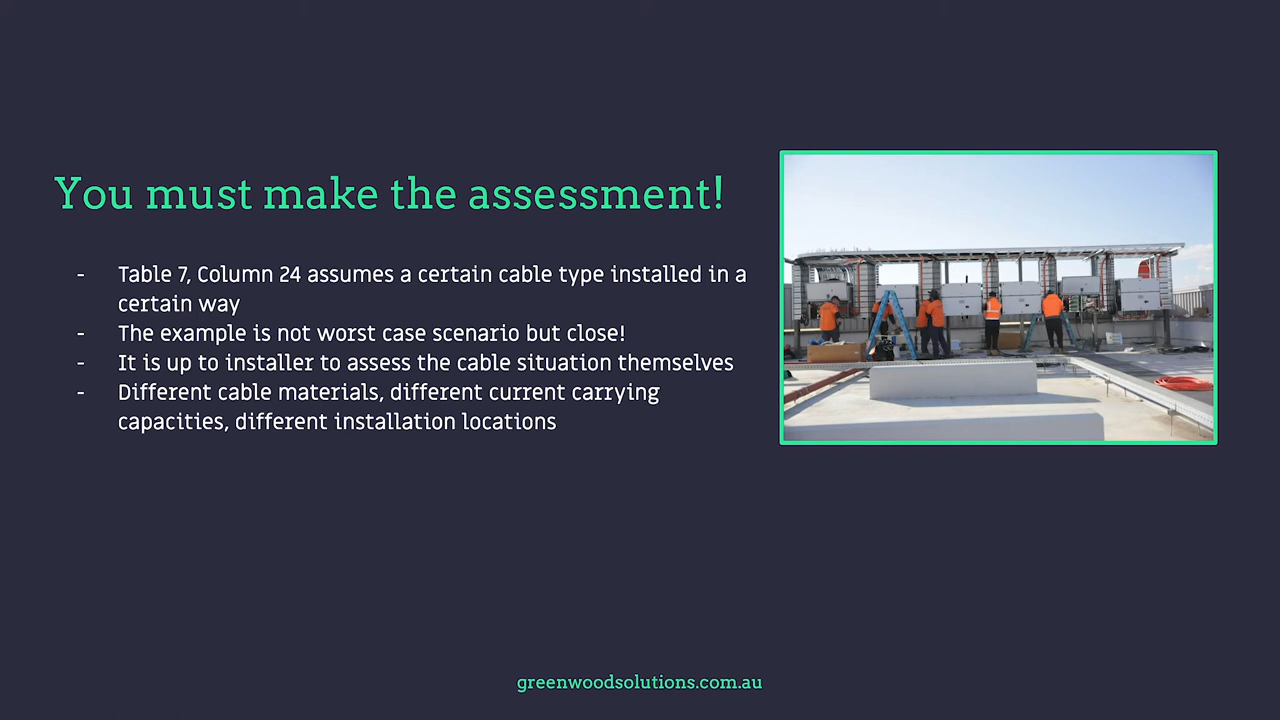 You must make the assessment!
- Table 7, Column 24 assumes a certain cable type installed in a
certain way
- The example is not worst case scenario but close!
- It is up to installer to assess the cable situation themselves
- Different cable materials, different current carrying
capacities, different installation locations
greenwoodsolutions.com.au